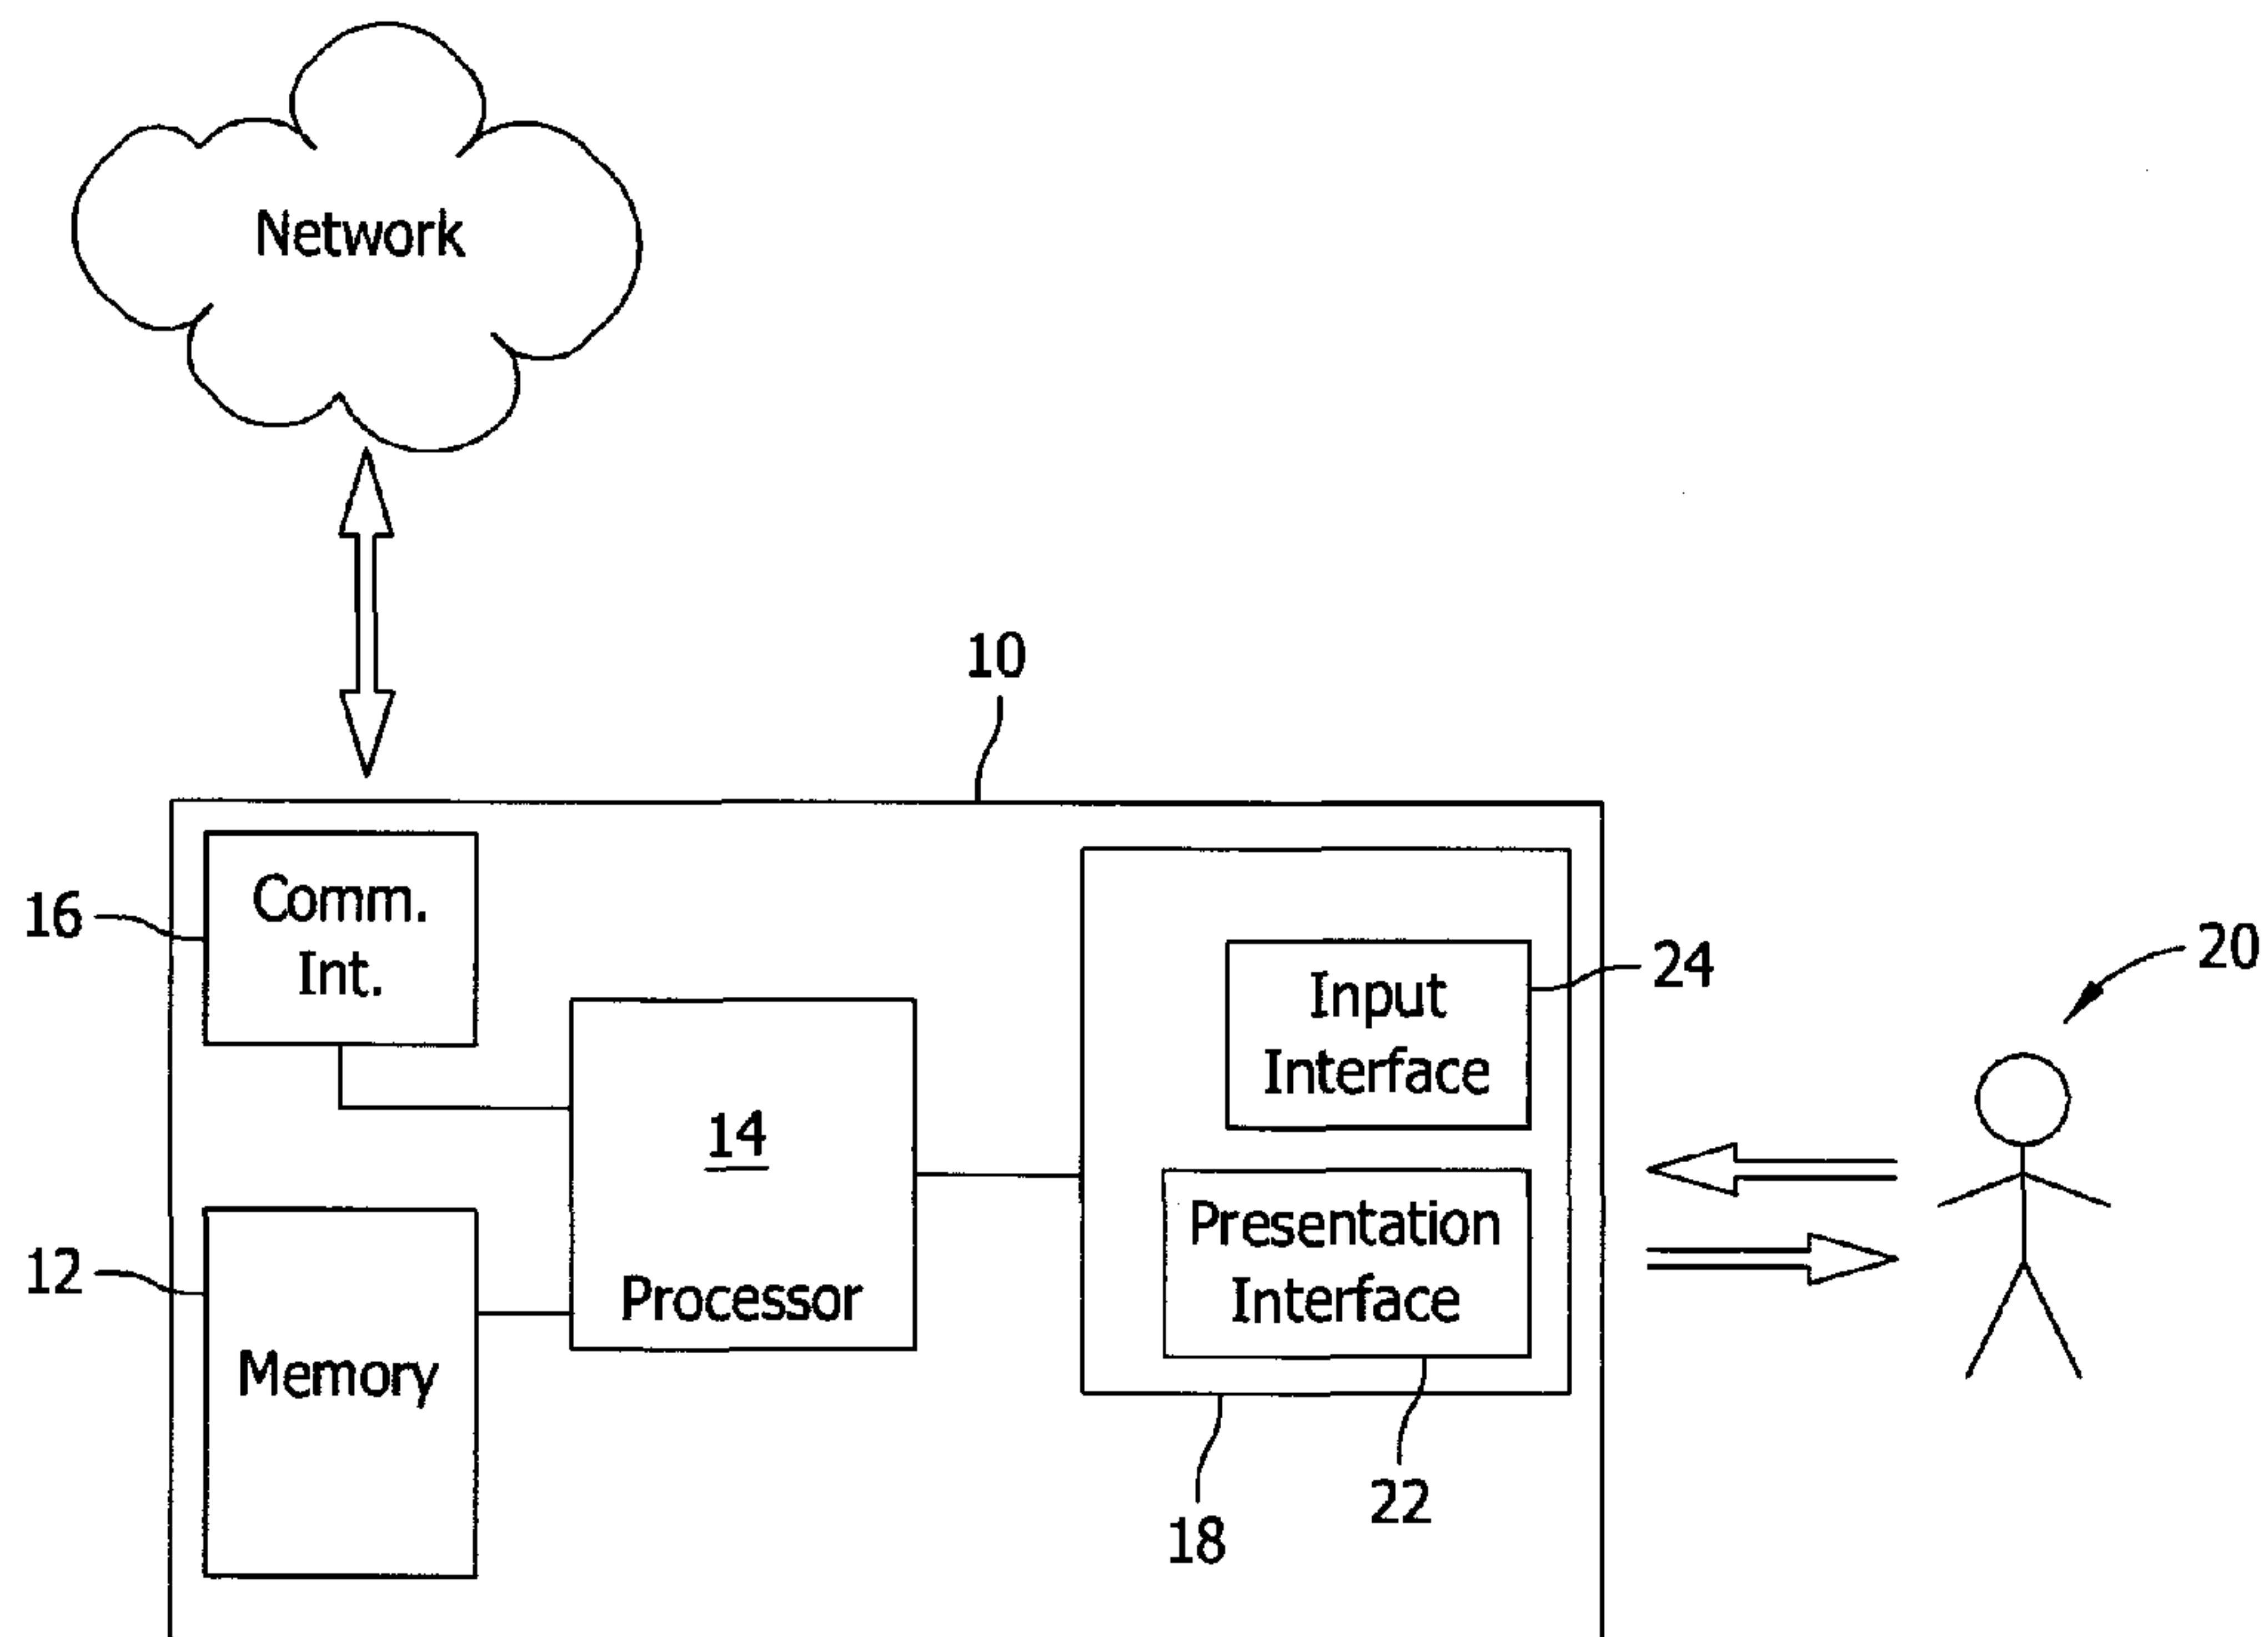 Network
10
16
Comm.
Int.
24
Input
Interface
20
14
Processor
12
Memory
Presentation
Interface
22
18